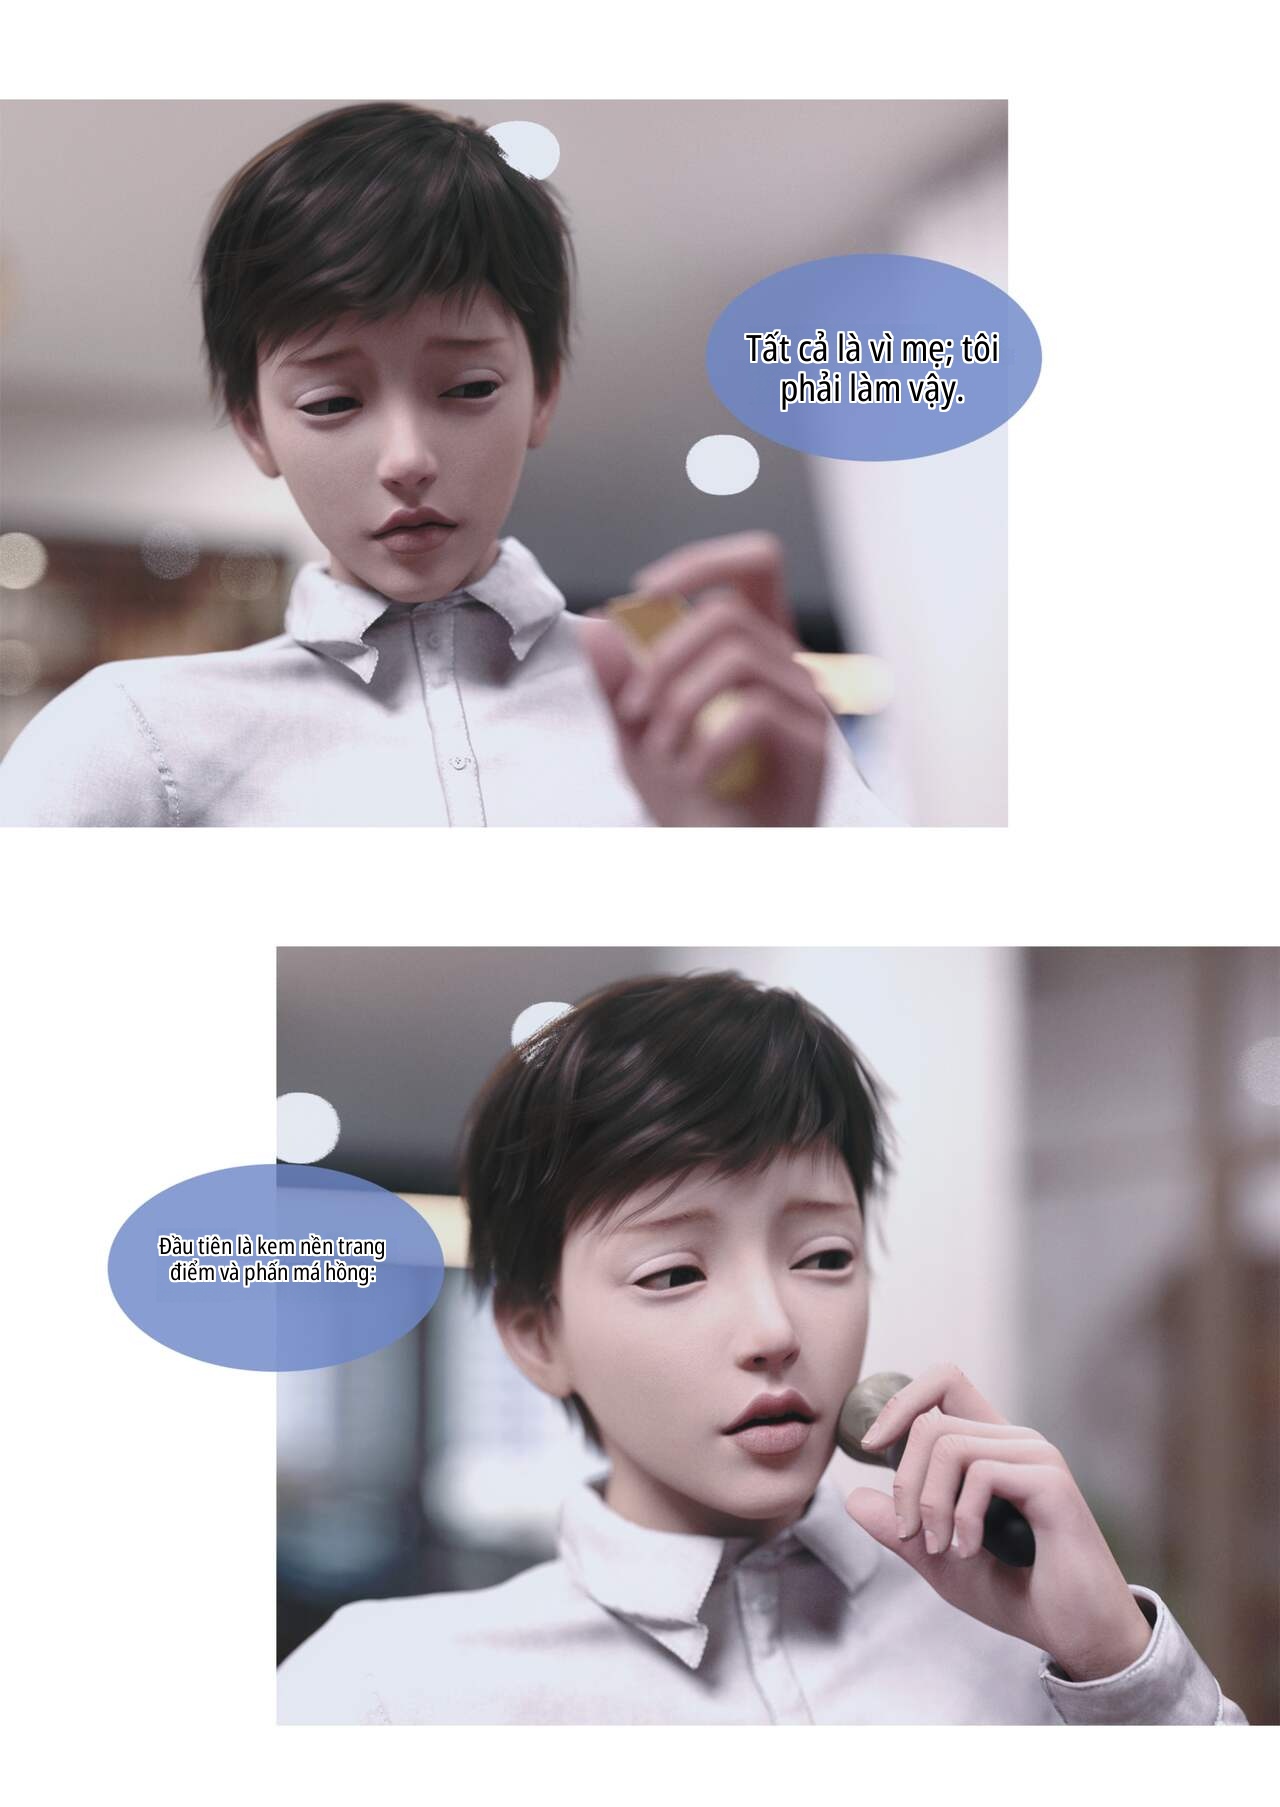 Tất cả là vì mẹ; tôi
phải làm vậy.
Đầu tiên là kem nền trang
điểm và phấn má hồng: